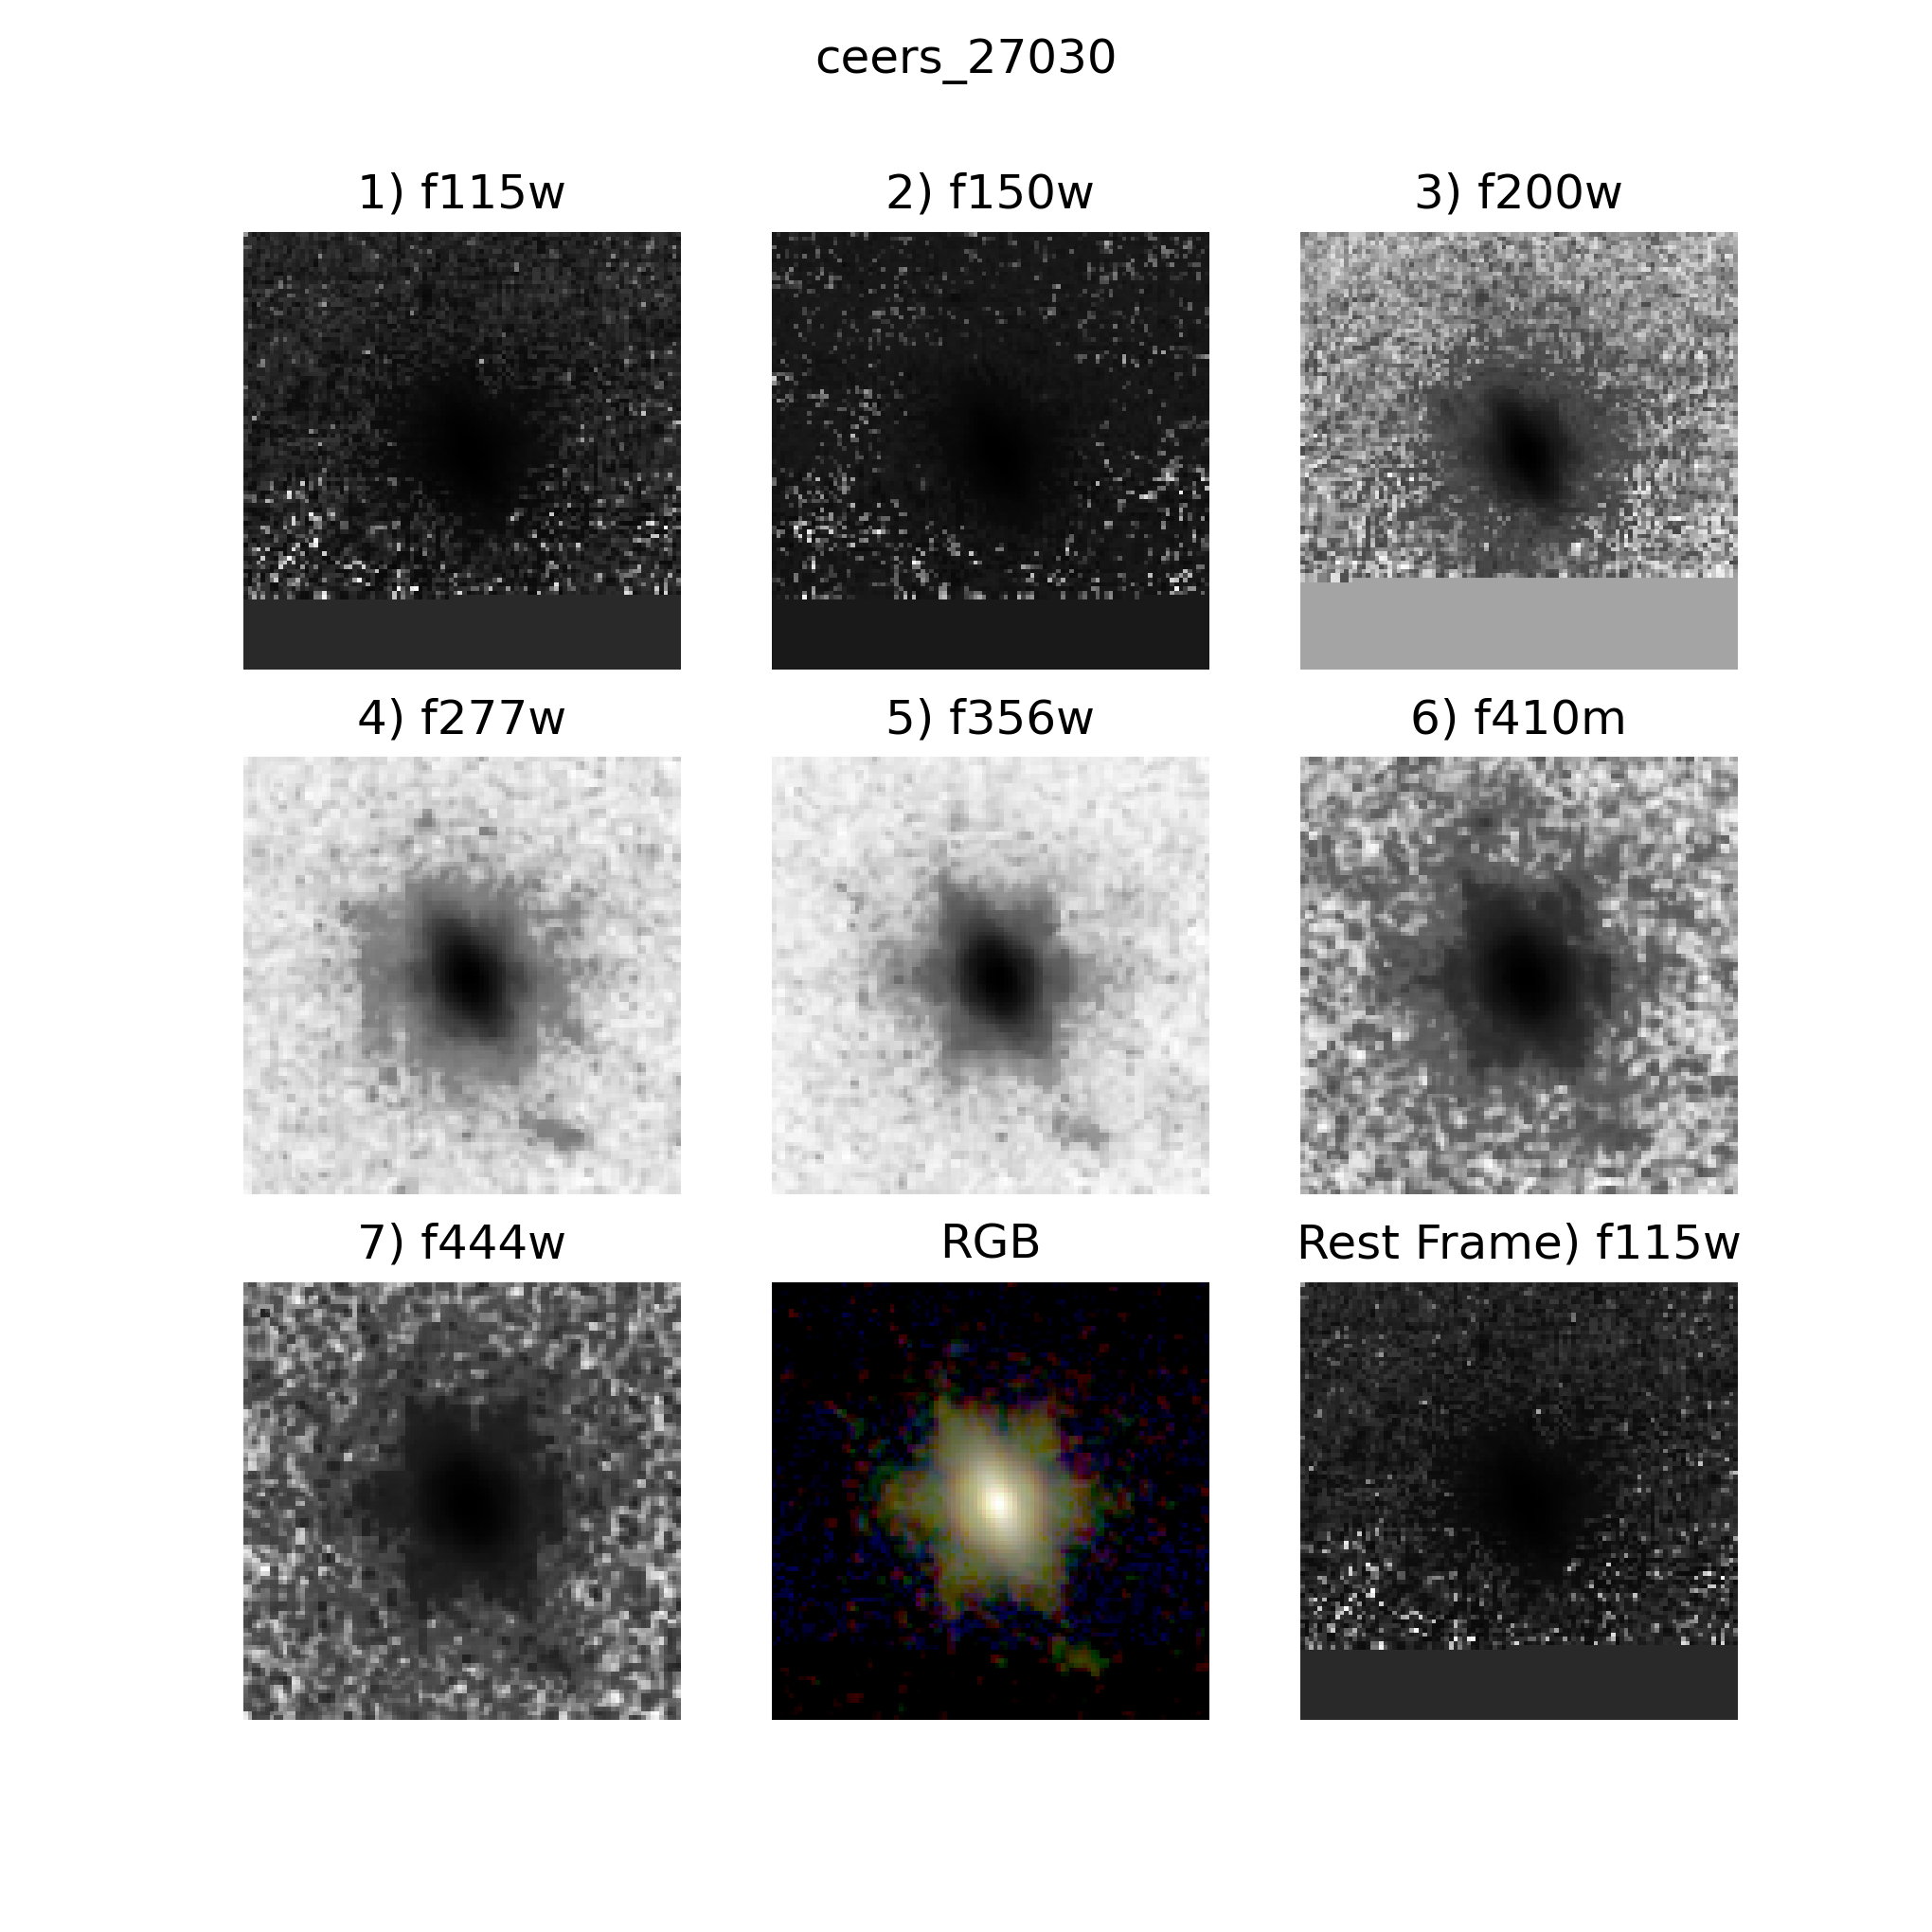 ceers_27030
1) f115w
2) f150w
3) f200w
4) f277w
5) f356w
6) f410m
7) f444w
RGB
Rest Frame) f115w